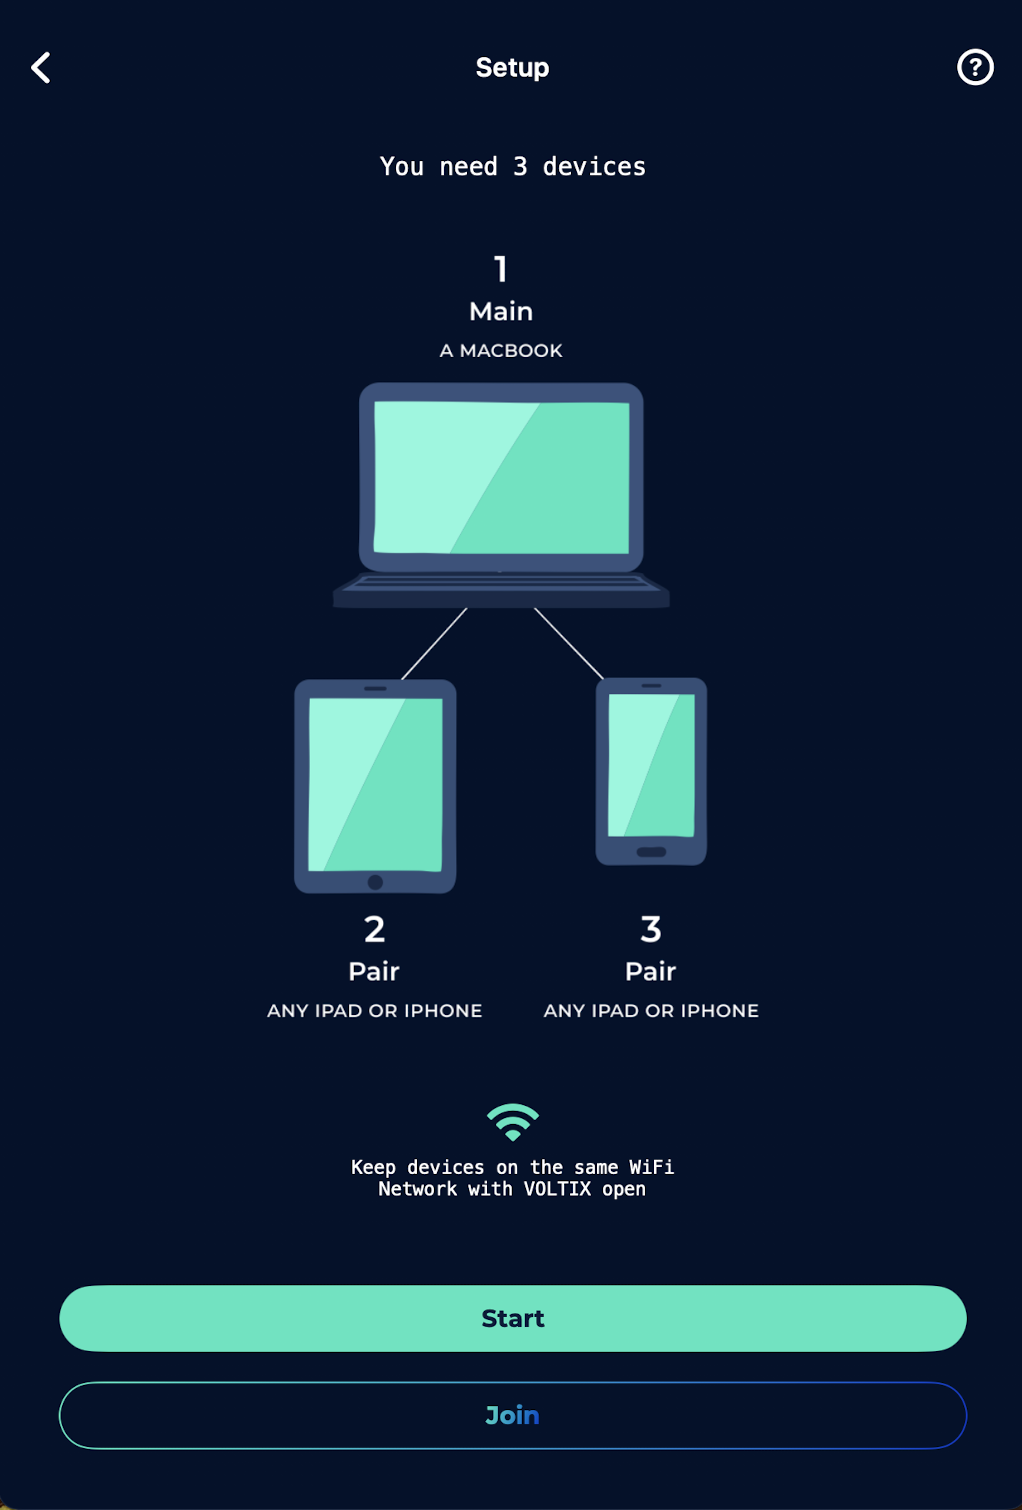 Setup
You need 3 devices
1
Main
A MACBOOK
2
Pair
ANY IPAD OR IPHONE
3
Pair
ANY IPAD OR IPHONE
Keep devices on the same WiFi
Network with VOLTIX open
Start
Join